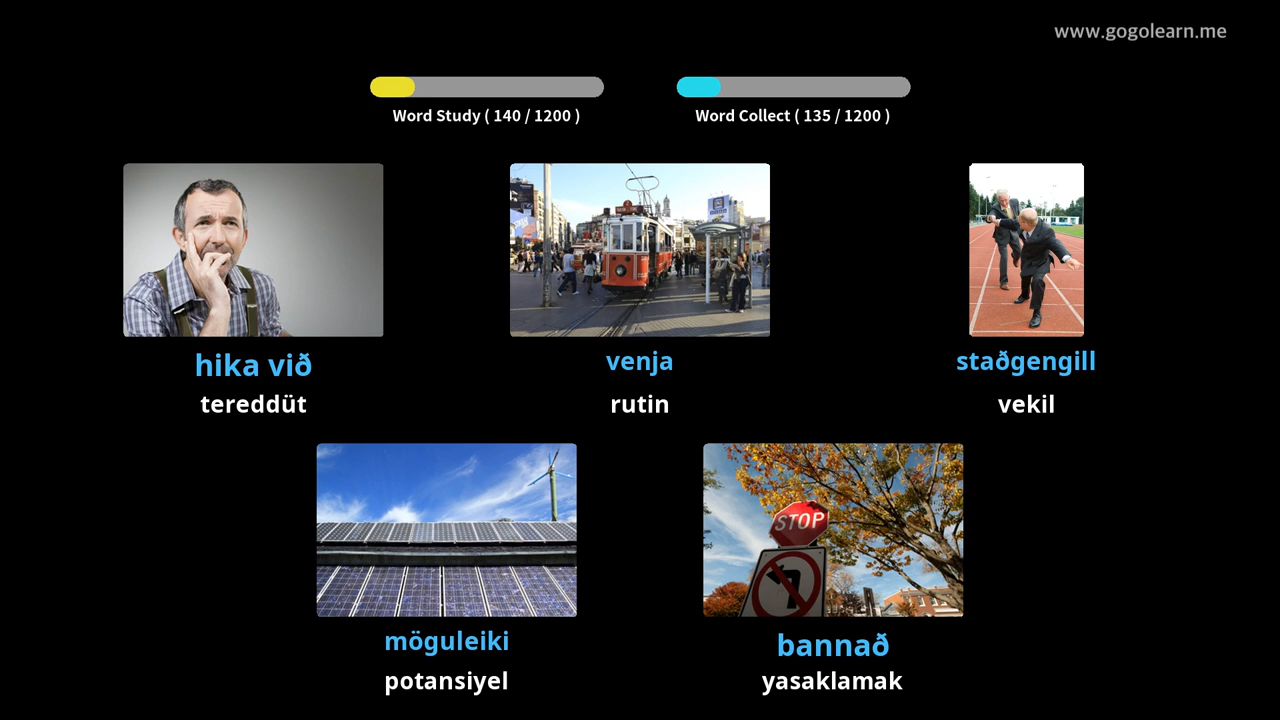 www.gogolearn.me
Word Study ( 140 / 1200 )
Word Collect ( 135 / 1200 )
hika við
venja
staðgengill
tereddüt
rutin
vekil
STOP
möguleiki
bannað
potansiyel
yasaklamak